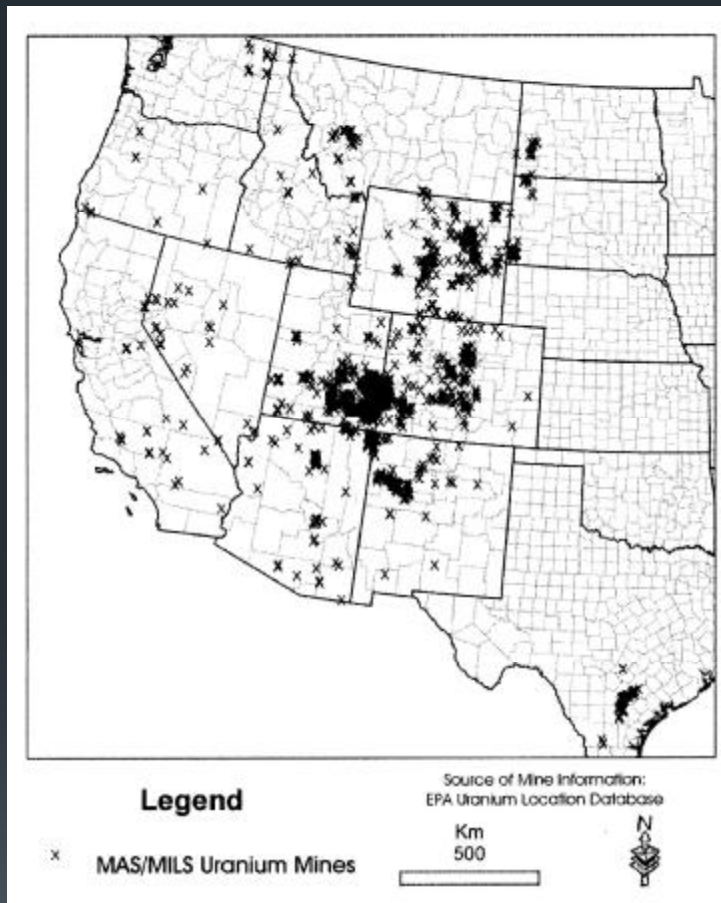 Legend
Source of Mine Information:
EPA Uranium Location Database
x MAS/MILS Uranium Mines
Km
500
N